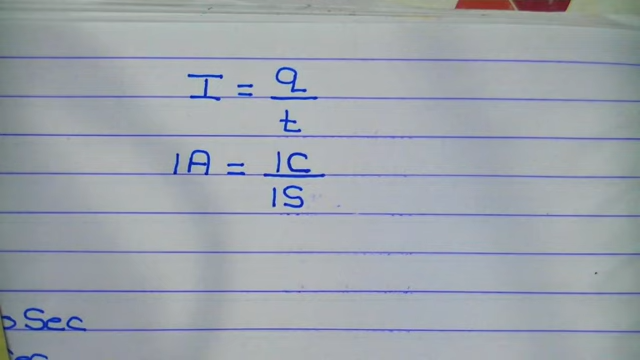 I = q/t
1A = 1C/1S
Sec